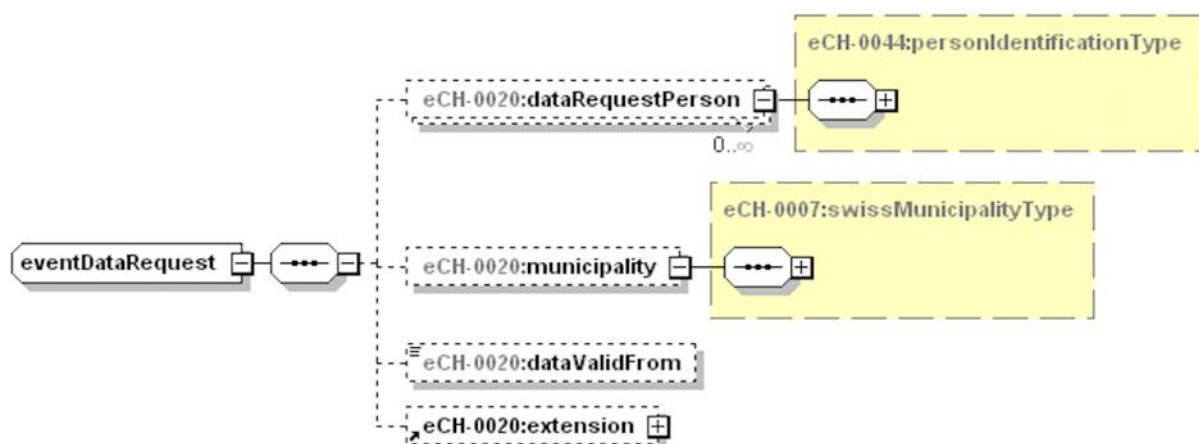 eCH-0044:personIdentificationType
eCH-0020:dataRequestPerson
0..∞
eCH-0007:swissMunicipalityType
eventDataRequest
eCH-0020:municipality
eCH-0020:dataValidFrom
eCH-0020:extension